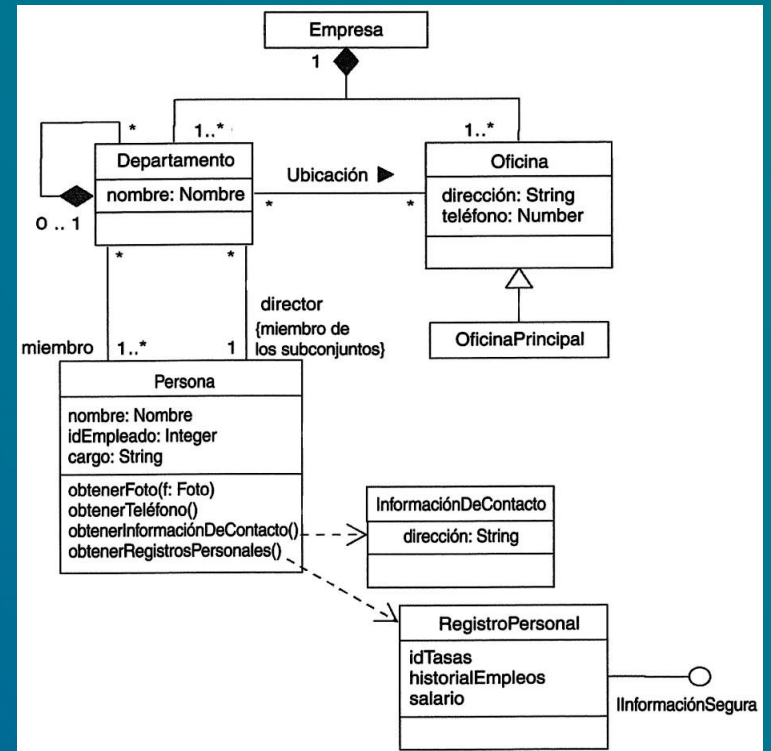 Empresa
1
*
1..*
1..*
Departamento
nombre: Nombre
0 .. 1
Ubicación ▶
*
*
Oficina
dirección: String
teléfono: Number
*
*
director
{miembro de
los subconjuntos}
miembro
1..*
1
OficinaPrincipal
Persona
nombre: Nombre
idEmpleado: Integer
cargo: String
obtenerFoto(f: Foto)
obtenerTeléfono()
obtenerInformaciónDeContacto()
obtenerRegistrosPersonales()
InformaciónDeContacto
dirección: String
RegistroPersonal
idTasas
historialEmpleos
salario
IInformaciónSegura